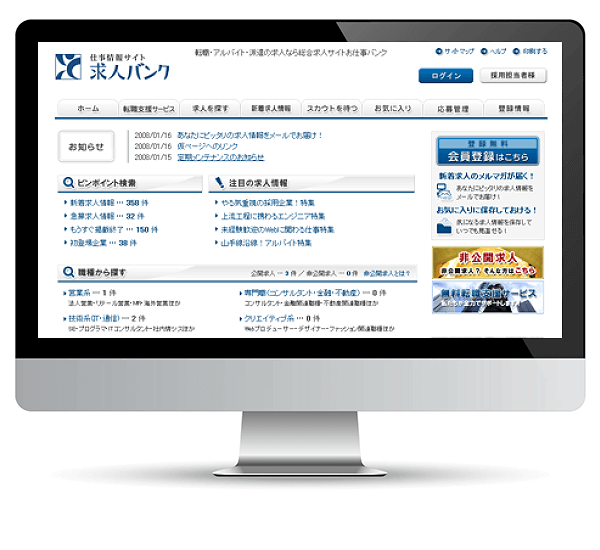 転職・アルバイト・派遣の求人なら総合求人サイトお仕事バンク
サイトマップ ヘルプ 印刷する
仕事情報サイト
求人バンク
ログイン 採用担当者様
ホーム 転職支援サービス 求人を探す 新着求人情報 スカウトを待つ お気に入り 応募管理 登録情報
お知らせ
2008/01/16 あなたにピッタリの求人情報をメールでお届け!
2008/01/16 仮ページへのリンク
2008/01/15 定期メンテナンスのお知らせ
登録無料
会員登録はこちら
ピンポイント検索
新着求人情報 … 358 件
急募求人情報 … 32 件
もうすぐ掲載終了 … 150 件
初登場企業 … 38 件
注目の求人情報
やる気重視の採用企業!特集
上流工程に携わるエンジニア特集
未経験歓迎のWebに関わる仕事特集
山手線沿線!アルバイト特集
新着求人のメルマガが届く!
あなたにピッタリの求人情報を
メールでお届け!
お気に入りに保存しておける!
気になる求人情報を保存して
いつでも見直せる!
非公開求人
非公開求人? そんな方はこちら
無料転職支援サービス
私たちが全力でサポートします
職種から探す
公開求人 … 3 件 / 非公開求人 … 0 件 非公開求人とは?
営業系 … 1 件
法人営業・リテール営業・MR・海外営業ほか
専門職(コンサルタント・金融・不動産) … 0 件
コンサルタント・金融関連職種・不動産関連職種ほか
技術系(IT・通信) … 2 件
SE・プログラマ・ITコンサルタント・社内情シスほか
クリエイティブ系 … 0 件
Webプロデューサー・デザイナー・ファッション関連職種ほか